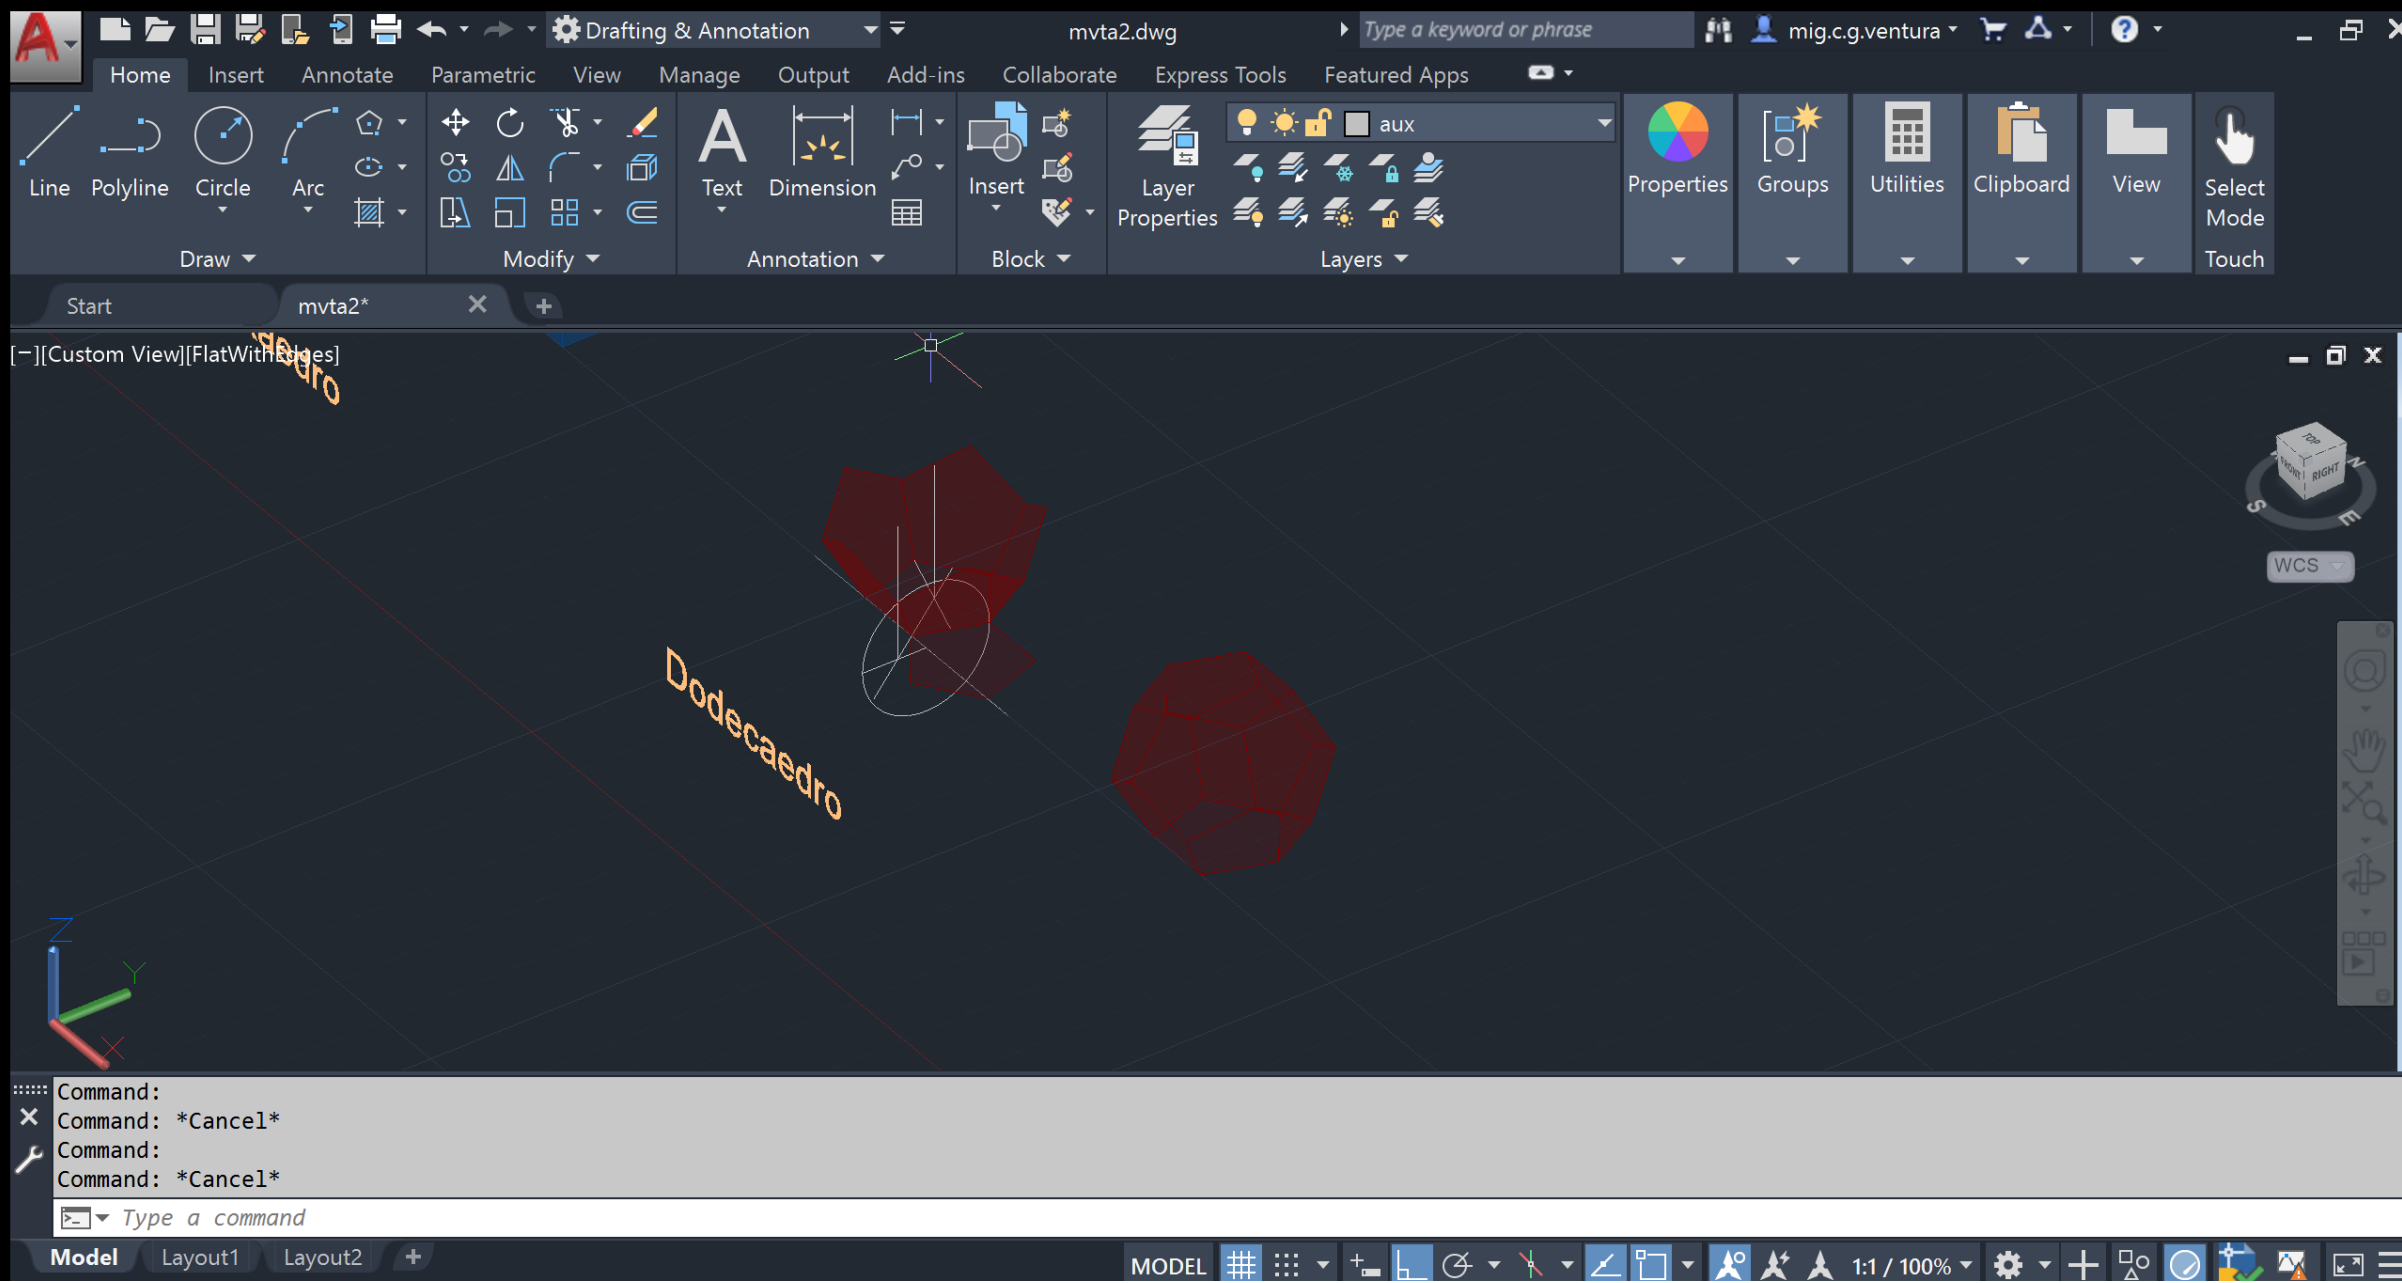 Drafting & Annotation
mvta2.dwg
Type a keyword or phrase
mig.c.g.ventura
Home Insert Annotate Parametric View Manage Output Add-ins Collaborate Express Tools Featured Apps
Line Polyline Circle Arc
Text Dimension
Insert
Layer Properties
aux
Properties Groups Utilities Clipboard View
Select Mode
Draw Modify Annotation Block Layers Touch
Start mvta2*
[−][Custom View][FlatWithEdges]
TOP
FRONT RIGHT
N
S E
WCS
Dodecaedro
Z
Y
X
Command:
Command: *Cancel*
Command:
Command: *Cancel*
Type a command
Model Layout1 Layout2
MODEL 1:1 / 100%